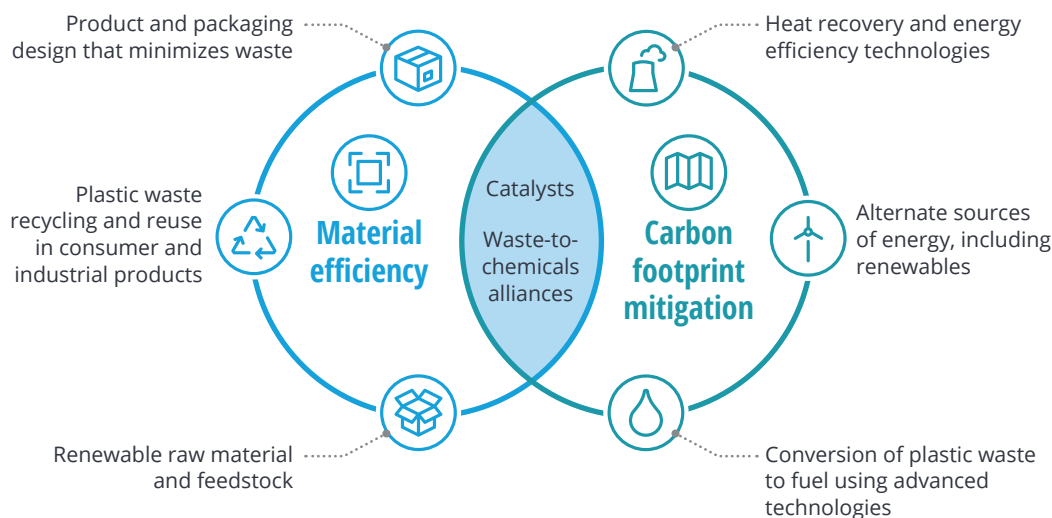 Product and packaging
design that minimizes waste
Heat recovery and energy
efficiency technologies
Plastic waste
recycling and reuse
in consumer and
industrial products
Material
efficiency
Catalysts
Waste-to-
chemicals
alliances
Carbon
footprint
mitigation
Alternate sources
of energy, including
renewables
Renewable raw material
and feedstock
Conversion of plastic waste
to fuel using advanced
technologies